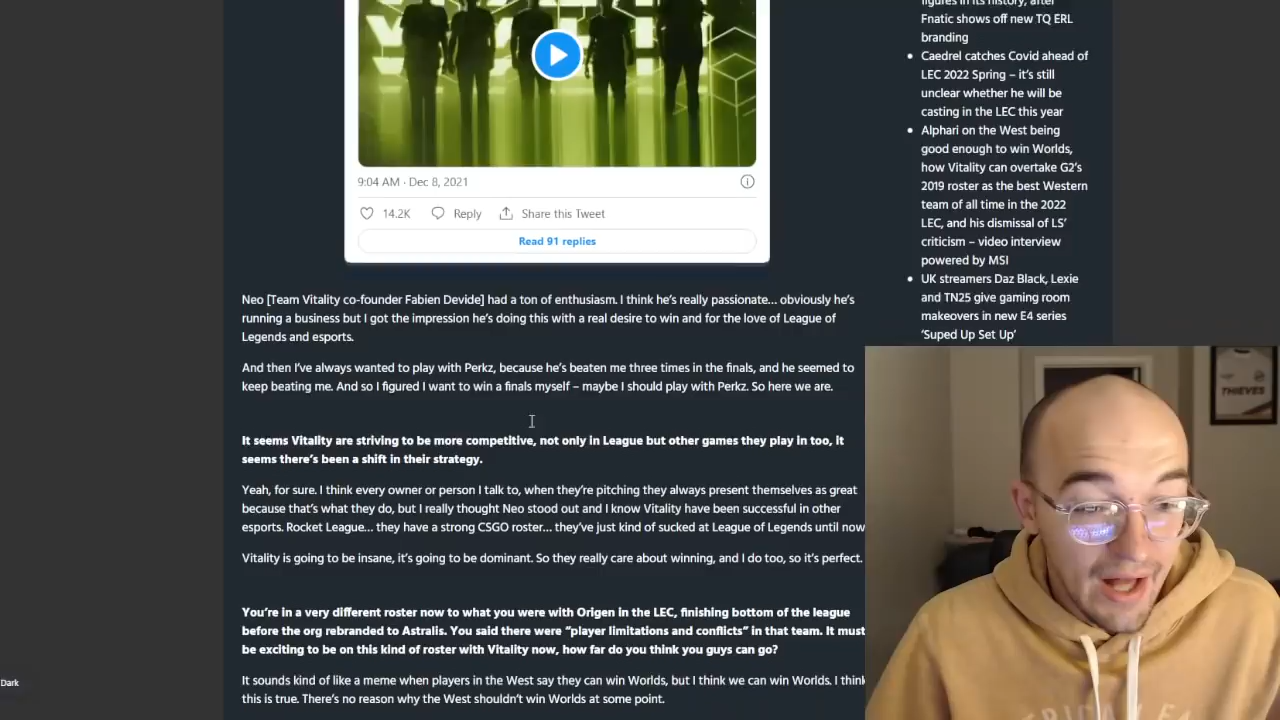 figures in its history, after
Fnatic shows off new TQ ERL
branding
Caedrel catches Covid ahead of
LEC 2022 Spring – it's still
unclear whether he will be
casting in the LEC this year
Alphari on the West being
good enough to win Worlds,
how Vitality can overtake G2's
2019 roster as the best Western
team of all time in the 2022
LEC, and his dismissal of LS'
criticism – video interview
powered by MSI
UK streamers Daz Black, Lexie
and TN25 give gaming room
makeovers in new E4 series
'Suped Up Set Up'
9:04 AM · Dec 8, 2021
14.2K Reply Share this Tweet
Read 91 replies
Neo [Team Vitality co-founder Fabien Devide] had a ton of enthusiasm. I think he's really passionate... obviously he's
running a business but I got the impression he's doing this with a real desire to win and for the love of League of
Legends and esports.
And then I've always wanted to play with Perkz, because he's beaten me three times in the finals, and he seemed to
keep beating me. And so I figured I want to win a finals myself – maybe I should play with Perkz. So here we are.
It seems Vitality are striving to be more competitive, not only in League but other games they play in too, it
seems there's been a shift in their strategy.
Yeah, for sure. I think every owner or person I talk to, when they're pitching they always present themselves as great
because that's what they do, but I really thought Neo stood out and I know Vitality have been successful in other
esports. Rocket League... they have a strong CSGO roster... they've just kind of sucked at League of Legends until now
Vitality is going to be insane, it's going to be dominant. So they really care about winning, and I do too, so it's perfect.
You're in a very different roster now to what you were with Origen in the LEC, finishing bottom of the league
before the org rebranded to Astralis. You said there were "player limitations and conflicts" in that team. It must
be exciting to be on this kind of roster with Vitality now, how far do you think you guys can go?
It sounds kind of like a meme when players in the West say they can win Worlds, but I think we can win Worlds. I think
this is true. There's no reason why the West shouldn't win Worlds at some point.
THIEVES
Dark